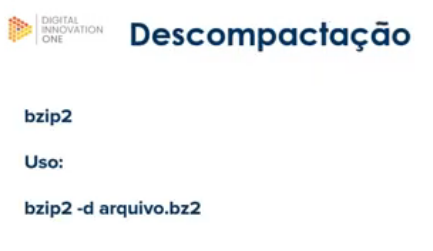 DIGITAL
INNOVATION
ONE
Descompactação
bzip2
Uso:
bzip2 -d arquivo.bz2